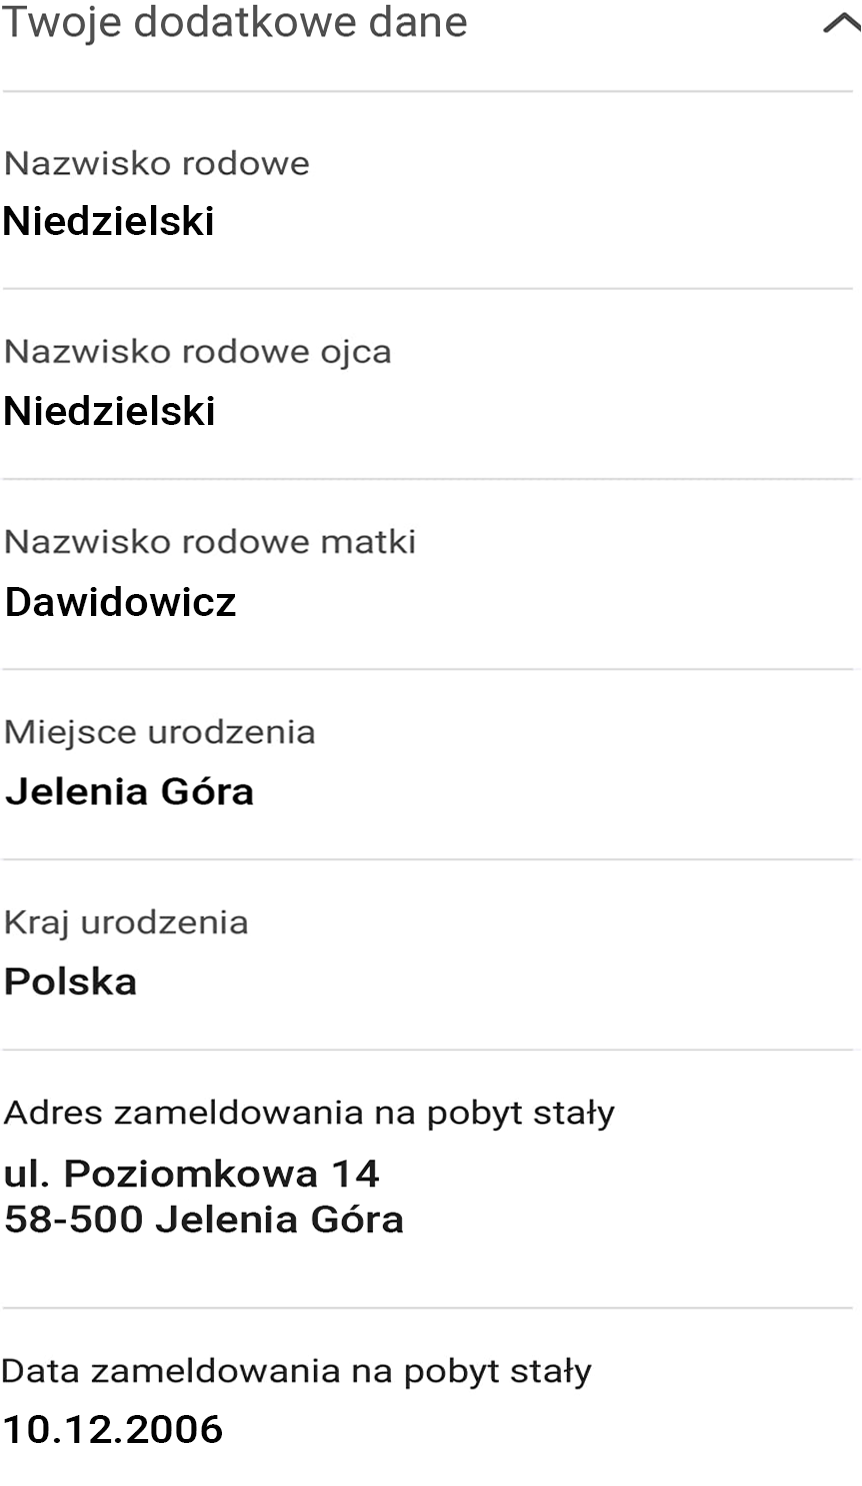 Twoje dodatkowe dane
Nazwisko rodowe
Niedzielski
Nazwisko rodowe ojca
Niedzielski
Nazwisko rodowe matki
Dawidowicz
Miejsce urodzenia
Jelenia Góra
Kraj urodzenia
Polska
Adres zameldowania na pobyt stały
ul. Poziomkowa 14
58-500 Jelenia Góra
Data zameldowania na pobyt stały
10.12.2006